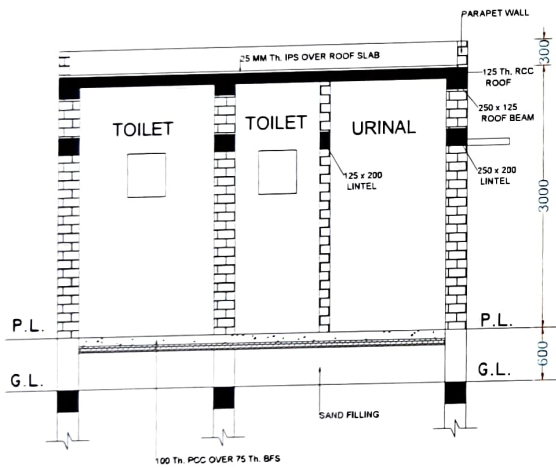 PARAPET WALL
25 MM Th. IPS OVER ROOF SLAB
300
125 Th. RCC
ROOF
250 x 125
ROOF BEAM
TOILET
TOILET
URINAL
125 x 200
LINTEL
250 x 200
LINTEL
3000
P.L.
P.L.
600
G.L.
G.L.
SAND FILLING
100 Th. PCC OVER 75 Th. BFS